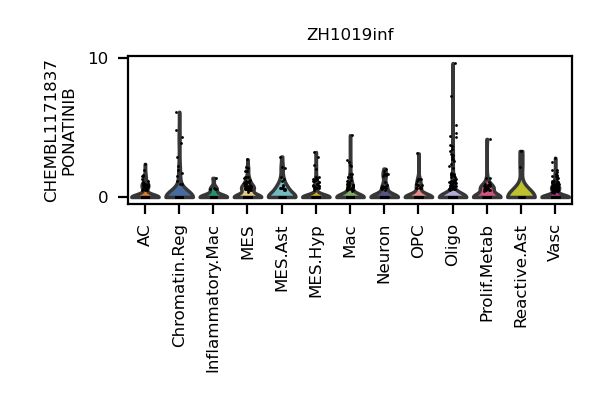 ZH1019inf
CHEMBL1171837
PONATINIB
10
0
AC
Chromatin.Reg
Inflammatory.Mac
MES
MES.Ast
MES.Hyp
Mac
Neuron
OPC
Oligo
Prolif.Metab
Reactive.Ast
Vasc